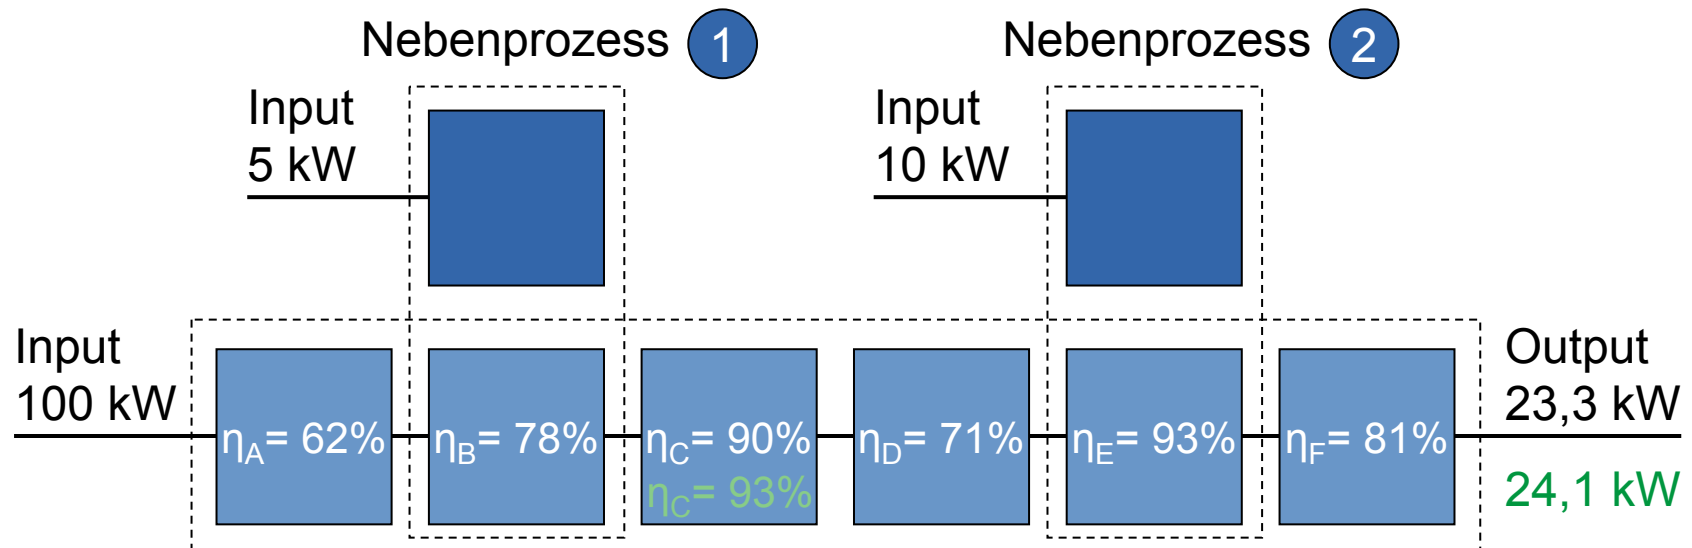 Nebenprozess 1
Nebenprozess 2
Input
5 kW
Input
10 kW
Input
100 kW
ηA= 62%
ηB= 78%
ηC= 90%
ηC= 93%
ηD= 71%
ηE= 93%
ηF= 81%
Output
23,3 kW
24,1 kW